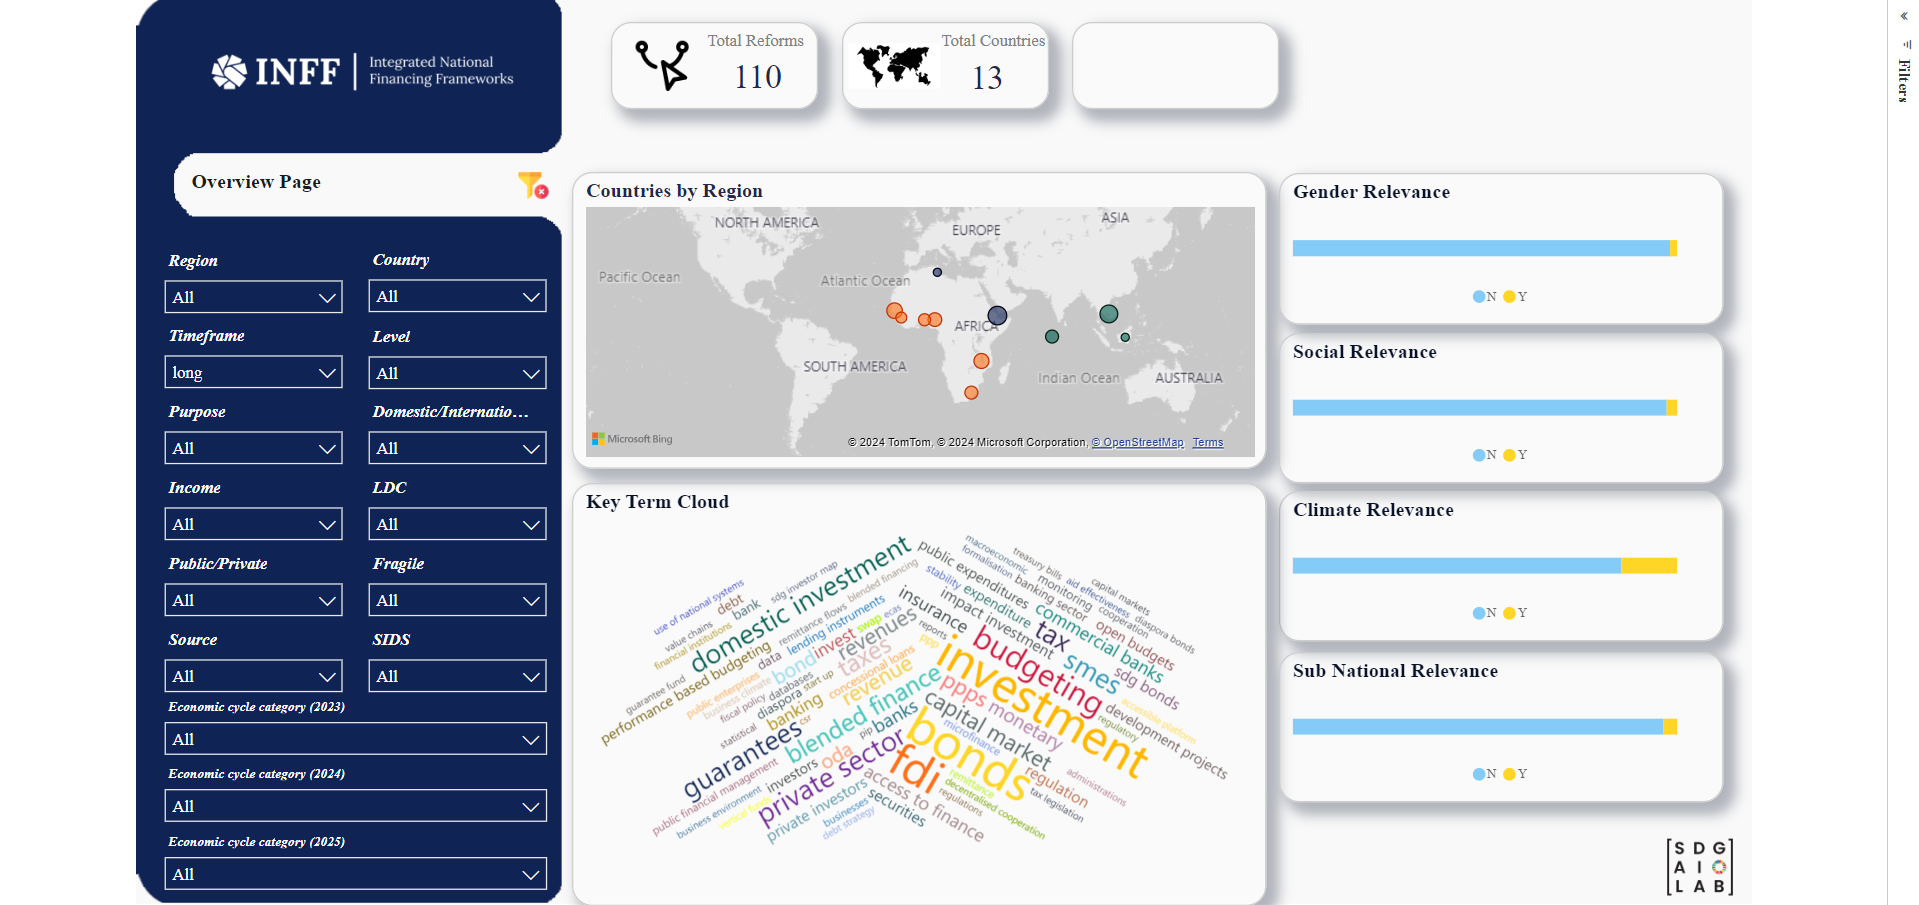 INFF
Integrated National
Financing Frameworks
Total Reforms
110
Total Countries
13
« Filters
Overview Page
Region
All
Country
All
Timeframe
long
Level
All
Purpose
All
Domestic/Internatio…
All
Income
All
LDC
All
Public/Private
All
Fragile
All
Source
All
SIDS
All
Economic cycle category (2023)
All
Economic cycle category (2024)
All
Economic cycle category (2025)
All
Countries by Region
NORTH AMERICA
EUROPE
ASIA
Pacific Ocean
Atlantic Ocean
AFRICA
SOUTH AMERICA
Indian Ocean
AUSTRALIA
Microsoft Bing
© 2024 TomTom, © 2024 Microsoft Corporation, © OpenStreetMap Terms
Key Term Cloud
use of national systems
value chains
financial institutions
debt
bank
sdg investor map
domestic investment
remittance flows
blended financing
lending instruments
performance based budgeting
guarantee fund
data
bond
invest
swap
ecas
revenues
reports
taxes
public enterprises
business climate
fiscal policy
databases
start up
diaspora
concessional loans
revenue
ppp
statistical
banking
csr
guarantees
blended finance
pip
banks
public financial management
business environment
vertical funds
investors
oda
private sector
private investors
businesses
debt strategy
securities
access to finance
fdi
bonds
remittance
regulations
decentralised cooperation
regulation
tax legislation
administrations
microfinance
capital market
ppps
monetary
investment
budgeting
regulatory
development projects
accessible platform
sdg bonds
smes
tax
commercial banks
open budgets
diaspora bonds
cooperation
capital markets
aid effectiveness
monitoring
treasury bills
macroeconomic
formalisation
banking sector
public expenditures
stability
expenditure
impact investment
insurance
Gender Relevance
N Y
Social Relevance
N Y
Climate Relevance
N Y
Sub National Relevance
N Y
SDG
AI
LAB